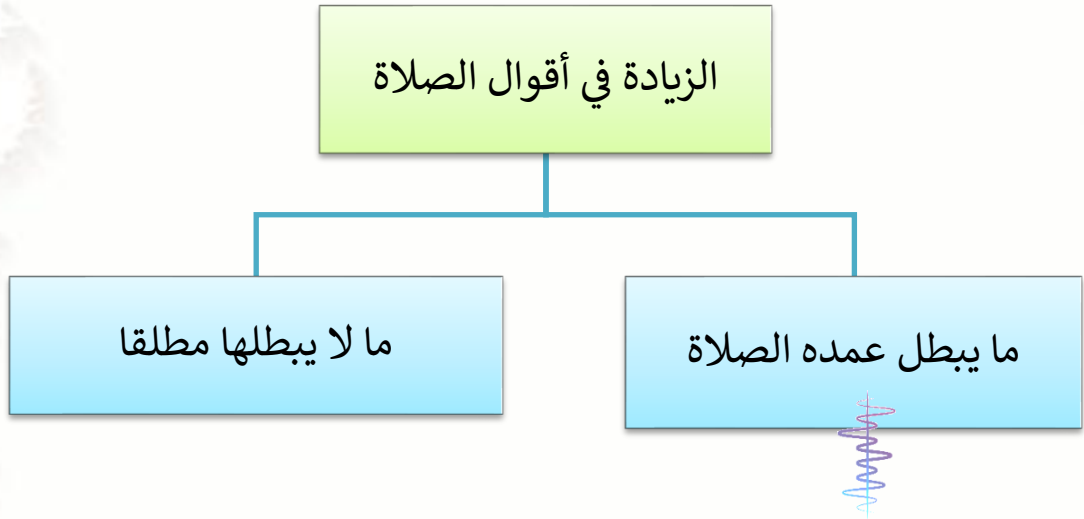 الزيادة في أقوال الصلاة
ما يبطل عمده الصلاة
ما لا يبطلها مطلقا